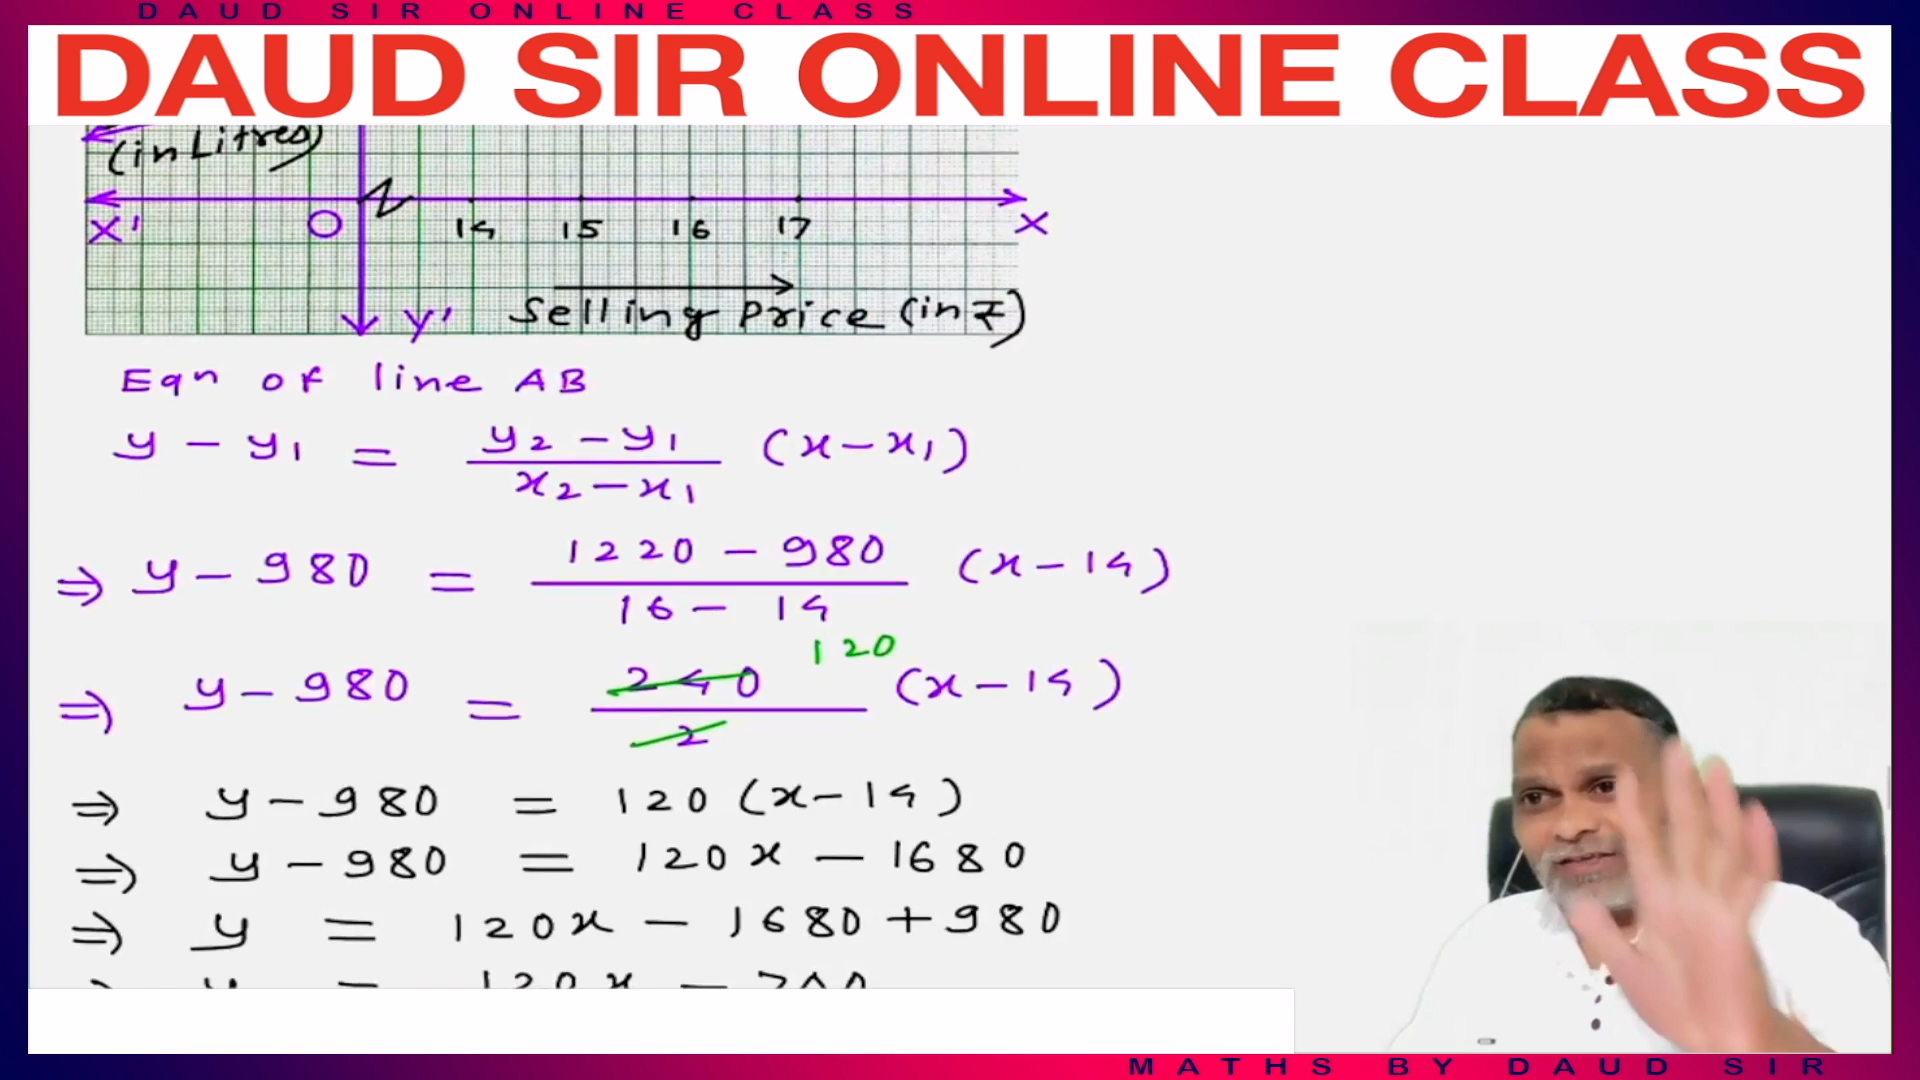 DAUD SIR ONLINE CLASS
DAUD SIR ONLINE CLASS
(in Litres)
X' O 14 15 16 17 X
Y' Selling Price (in ₹)
Eqn of line AB
y - y₁ = y₂ - y₁ / x₂ - x₁ (x - x₁)
⇒ y - 980 = 1220 - 980 / 16 - 14 (x - 14)
120
⇒ y - 980 = 240 / 2 (x - 14)
⇒ y - 980 = 120 (x - 14)
⇒ y - 980 = 120x - 1680
⇒ y = 120x - 1680 + 980
y = 120x - 700
MATHS BY DAUD SIR